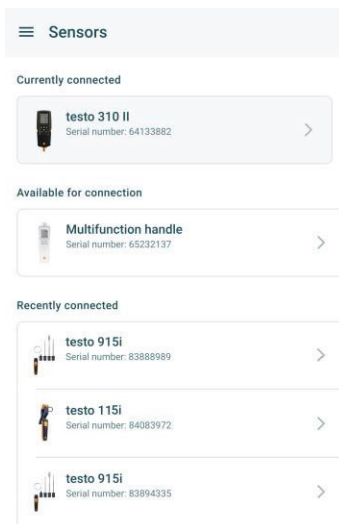 Sensors
Currently connected
testo 310 II
Serial number: 64133882
Available for connection
Multifunction handle
Serial number: 65232137
Recently connected
testo 915i
Serial number: 83888989
testo 115i
Serial number: 84083972
testo 915i
Serial number: 83894335